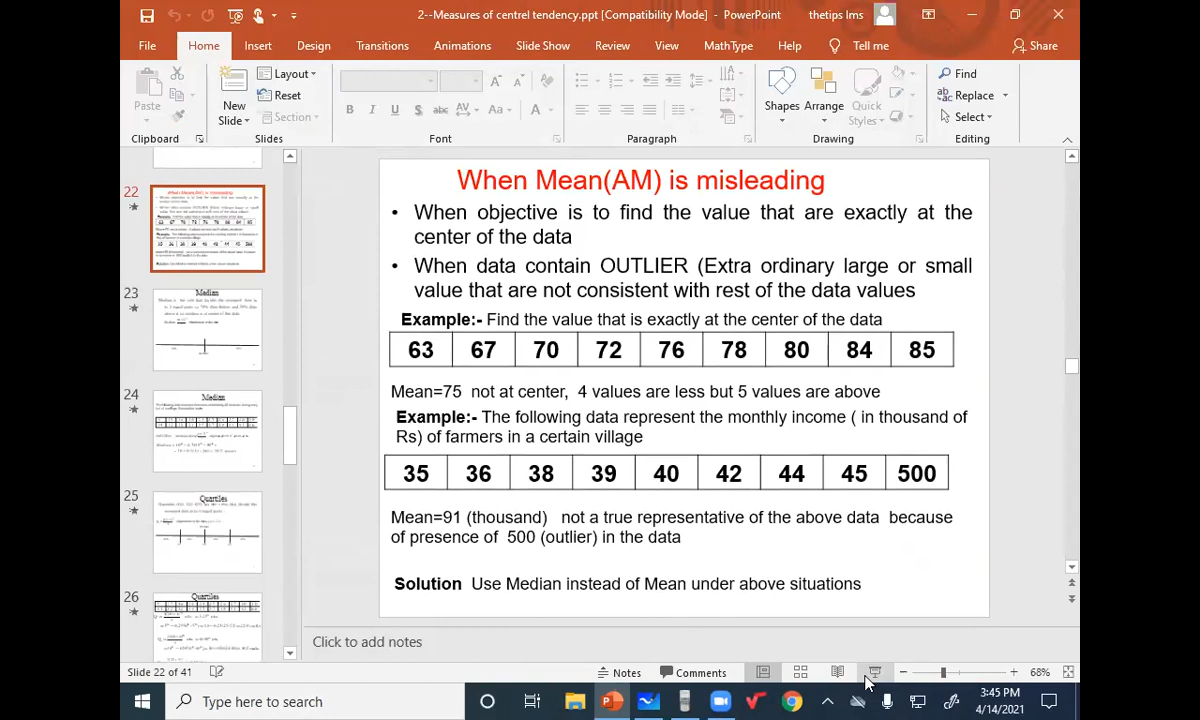 2--Measures of centrel tendency.ppt [Compatibility Mode] - PowerPoint
thetips lms
File Home Insert Design Transitions Animations Slide Show Review View MathType Help Tell me Share
Paste
New Slide
Layout
Reset
Section
B I U S abc AV Aa A
Shapes
Arrange
Quick Styles
Find
Replace
Select
Clipboard Slides Font Paragraph Drawing Editing
22
When Mean(AM) is misleading
23
Median
24
Median
25
Quartiles
26
Quartiles
When Mean(AM) is misleading
• When objective is to find the value that are exactly at the
center of the data
• When data contain OUTLIER (Extra ordinary large or small
value that are not consistent with rest of the data values
Example:- Find the value that is exactly at the center of the data
63 67 70 72 76 78 80 84 85
Mean=75 not at center, 4 values are less but 5 values are above
Example:- The following data represent the monthly income ( in thousand of
Rs) of farmers in a certain village
35 36 38 39 40 42 44 45 500
Mean=91 (thousand) not a true representative of the above data because
of presence of 500 (outlier) in the data
Solution Use Median instead of Mean under above situations
Click to add notes
Slide 22 of 41
Notes
Comments
68%
Type here to search
3:45 PM
4/14/2021